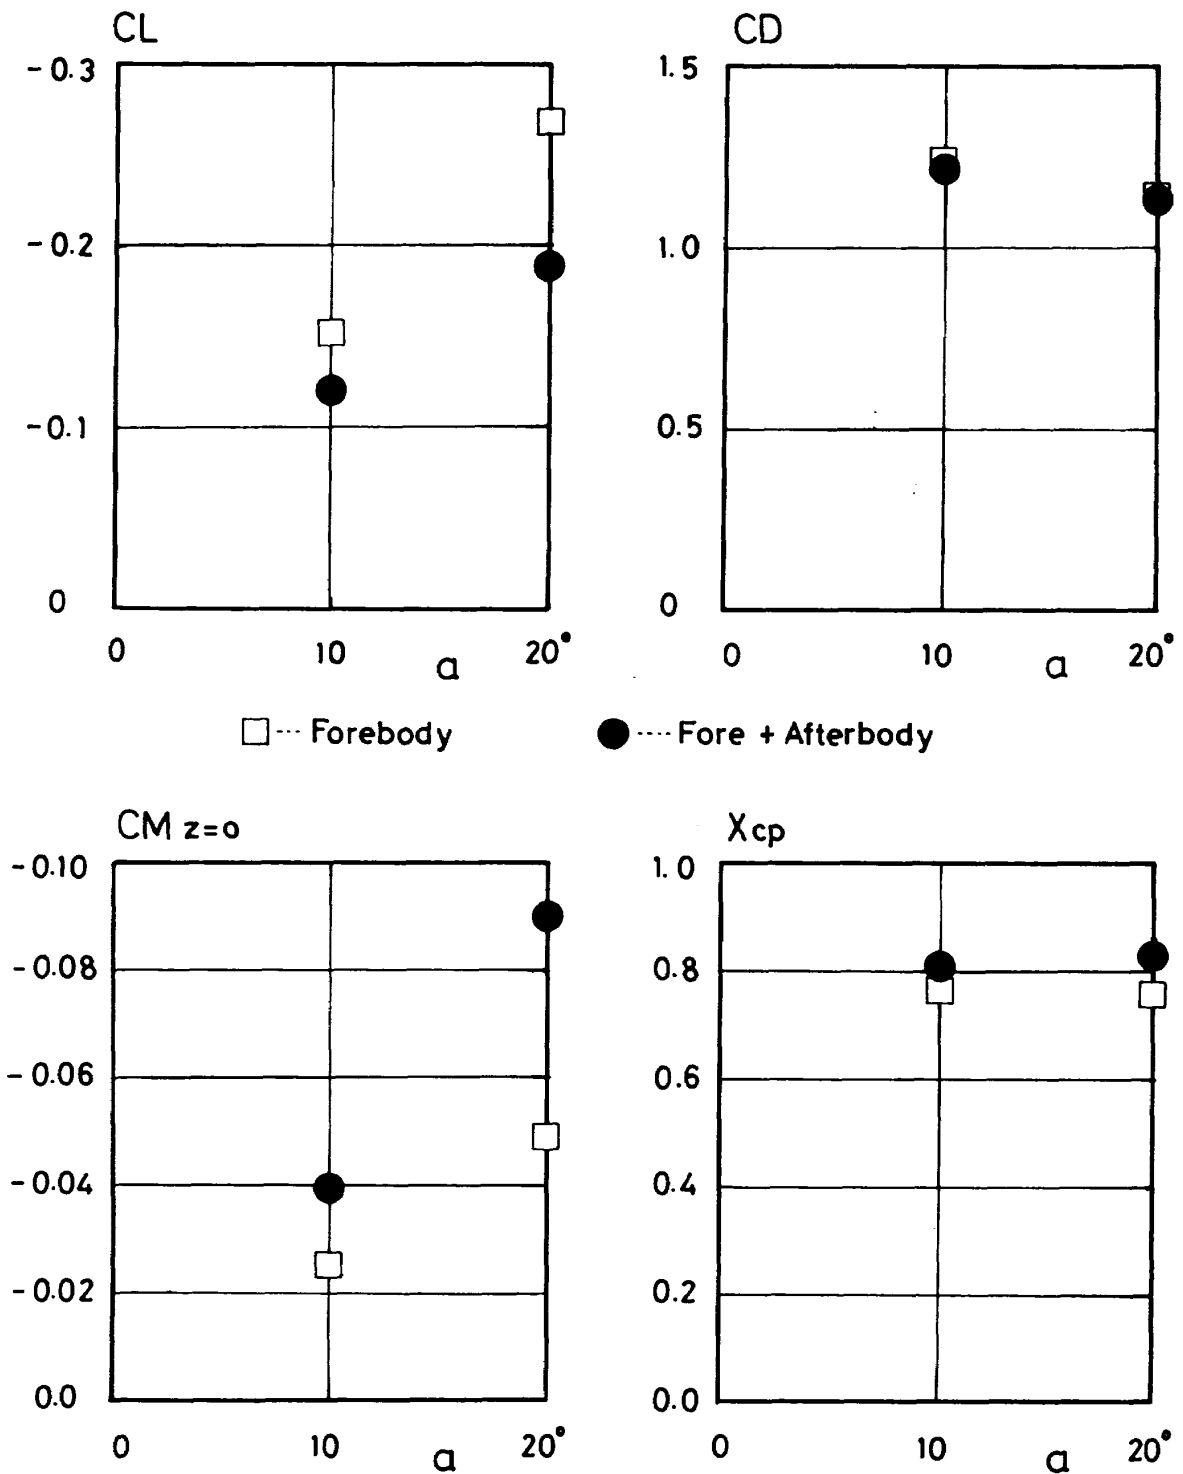 CL
-0.3
-0.2
-0.1
0
0 10 α 20°
CD
1.5
1.0
0.5
0
0 10 α 20°
□ --- Forebody
● ---- Fore + Afterbody
CM z=0
-0.10
-0.08
-0.06
-0.04
-0.02
0.0
0 10 α 20°
Xcp
1.0
0.8
0.6
0.4
0.2
0.0
0 10 α 20°